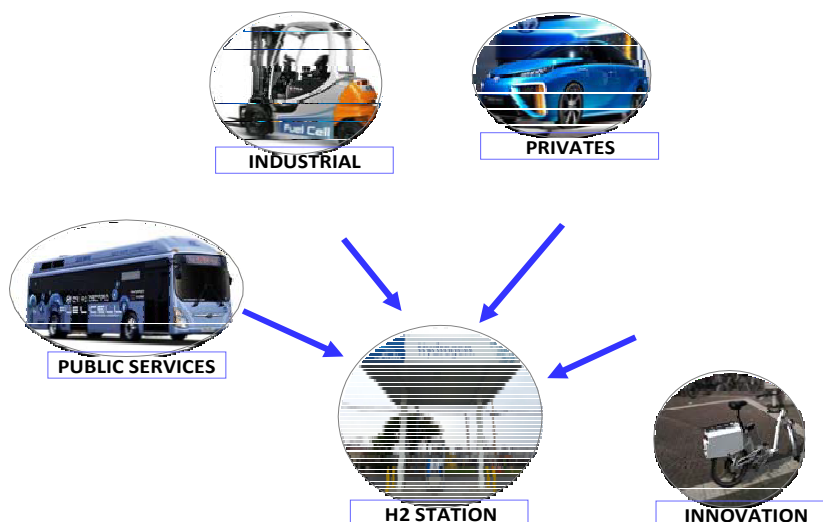 Fuel Cell
INDUSTRIAL
PRIVATES
FUEL CELL
PUBLIC SERVICES
H2 STATION
INNOVATION